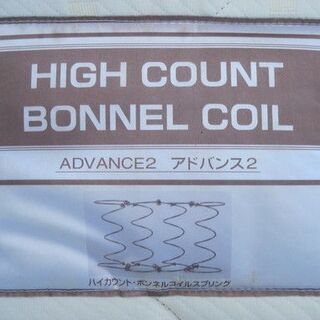 HIGH COUNT
BONNEL COIL
ADVANCE2 アドバンス2
ハイカウント・ボンネルコイルスプリング